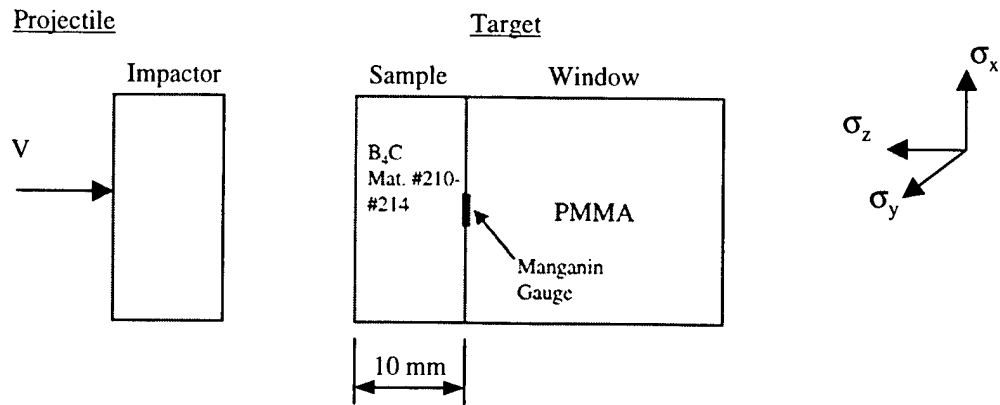 Projectile
Target
Impactor
Sample
Window
V
B₄C
Mat. #210-
#214
PMMA
Manganin
Gauge
10 mm
σx
σz
σy